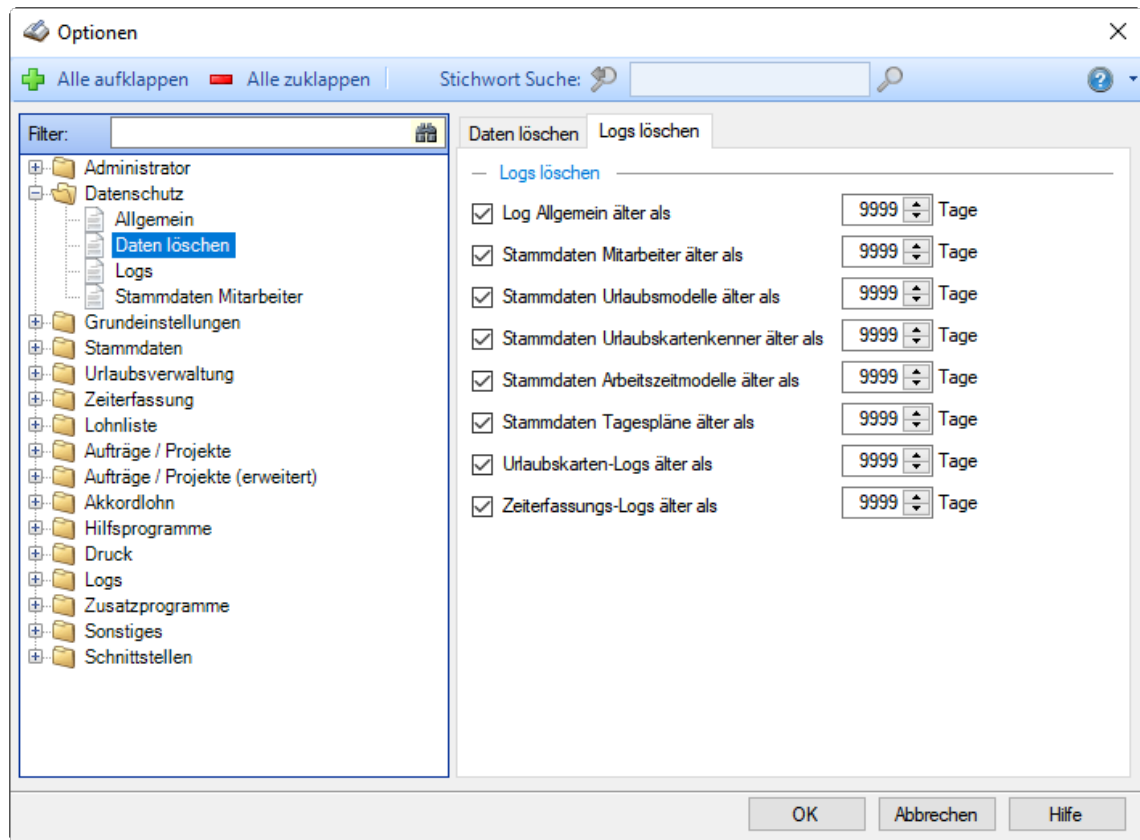 Optionen
Alle aufklappen Alle zuklappen Stichwort Suche:
Filter:
Administrator
Datenschutz
Allgemein
Daten löschen
Logs
Stammdaten Mitarbeiter
Grundeinstellungen
Stammdaten
Urlaubsverwaltung
Zeiterfassung
Lohnliste
Aufträge / Projekte
Aufträge / Projekte (erweitert)
Akkordlohn
Hilfsprogramme
Druck
Logs
Zusatzprogramme
Sonstiges
Schnittstellen
Daten löschen Logs löschen
Logs löschen
Log Allgemein älter als 9999 Tage
Stammdaten Mitarbeiter älter als 9999 Tage
Stammdaten Urlaubsmodelle älter als 9999 Tage
Stammdaten Urlaubskartenkenner älter als 9999 Tage
Stammdaten Arbeitszeitmodelle älter als 9999 Tage
Stammdaten Tagespläne älter als 9999 Tage
Urlaubskarten-Logs älter als 9999 Tage
Zeiterfassungs-Logs älter als 9999 Tage
OK Abbrechen Hilfe